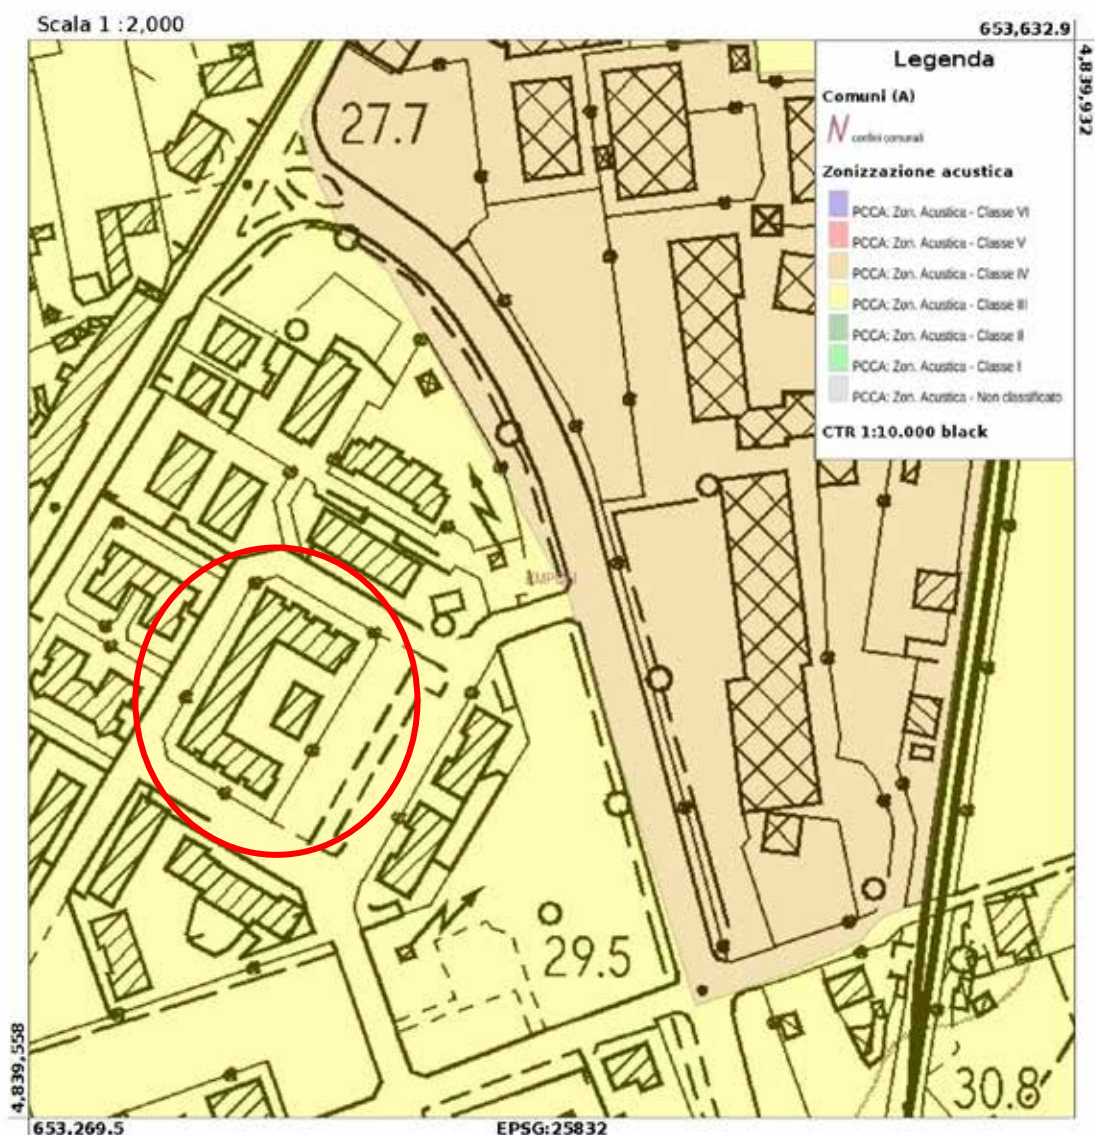 Scala 1 :2,000
653,632.9
4,839,932
Legenda
Comuni (A)
confini comunali
Zonizzazione acustica
PCCA: Zon. Acustica - Classe VI
PCCA: Zon. Acustica - Classe V
PCCA: Zon. Acustica - Classe IV
PCCA: Zon. Acustica - Classe III
PCCA: Zon. Acustica - Classe II
PCCA: Zon. Acustica - Classe I
PCCA: Zon. Acustica - Non classificato
CTR 1:10.000 black
27.7
29.5
30.8
4,839,558
653,269.5
EPSG:25832